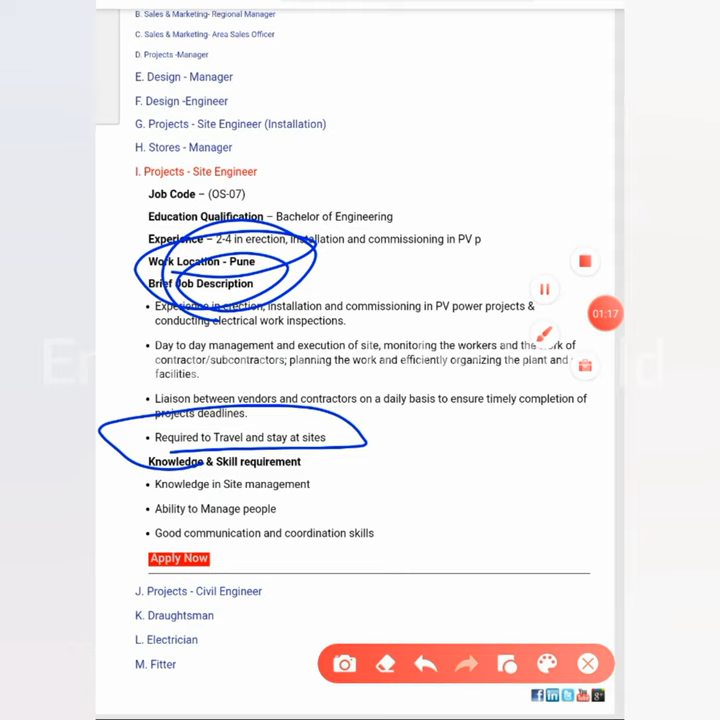 B. Sales & Marketing- Regional Manager
C. Sales & Marketing- Area Sales Officer
D. Projects -Manager
E. Design - Manager
F. Design -Engineer
G. Projects - Site Engineer (Installation)
H. Stores - Manager
I. Projects - Site Engineer
Job Code – (OS-07)
Education Qualification – Bachelor of Engineering
Experience – 2-4 in erection, installation and commissioning in PV p
Work Location - Pune
Brief Job Description
• Experience in erection, installation and commissioning in PV power projects &
conducting electrical work inspections.
01:17
• Day to day management and execution of site, monitoring the workers and the work of
contractor/subcontractors; planning the work and efficiently organizing the plant and
facilities.
• Liaison between vendors and contractors on a daily basis to ensure timely completion of
projects deadlines.
• Required to Travel and stay at sites
Knowledge & Skill requirement
• Knowledge in Site management
• Ability to Manage people
• Good communication and coordination skills
Apply Now
J. Projects - Civil Engineer
K. Draughtsman
L. Electrician
M. Fitter